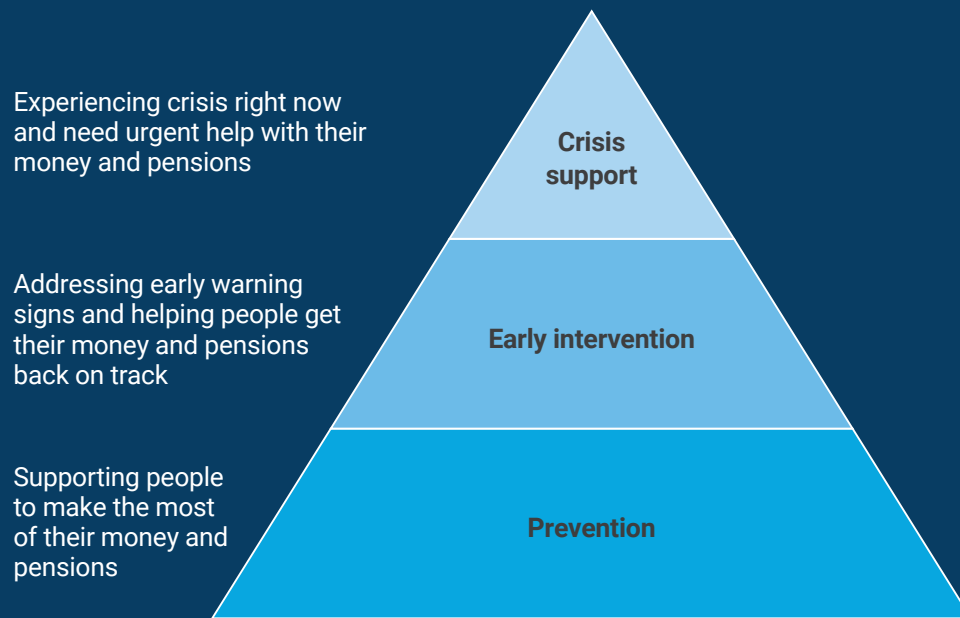 Experiencing crisis right now
and need urgent help with their
money and pensions
Crisis
support
Addressing early warning
signs and helping people get
their money and pensions
back on track
Early intervention
Supporting people
to make the most
of their money and
pensions
Prevention